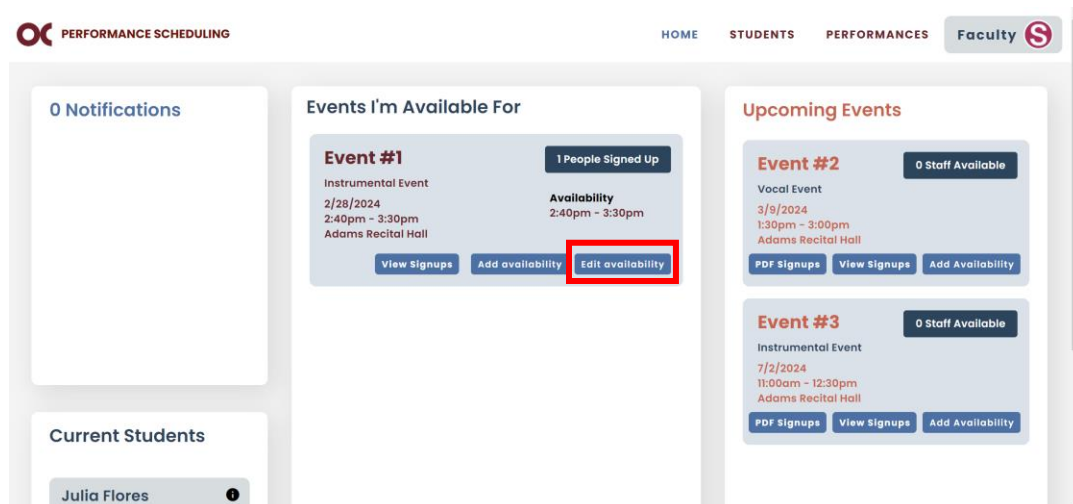 OC PERFORMANCE SCHEDULING
HOME STUDENTS PERFORMANCES Faculty S
0 Notifications
Current Students
Julia Flores
Events I'm Available For
Event #1 1 People Signed Up
Instrumental Event
2/28/2024
2:40pm - 3:30pm
Adams Recital Hall
Availability
2:40pm - 3:30pm
View Signups Add availability Edit availability
Upcoming Events
Event #2 0 Staff Available
Vocal Event
3/9/2024
1:30pm - 3:00pm
Adams Recital Hall
PDF Signups View Signups Add Availability
Event #3 0 Staff Available
Instrumental Event
7/2/2024
11:00am - 12:30pm
Adams Recital Hall
PDF Signups View Signups Add Availability